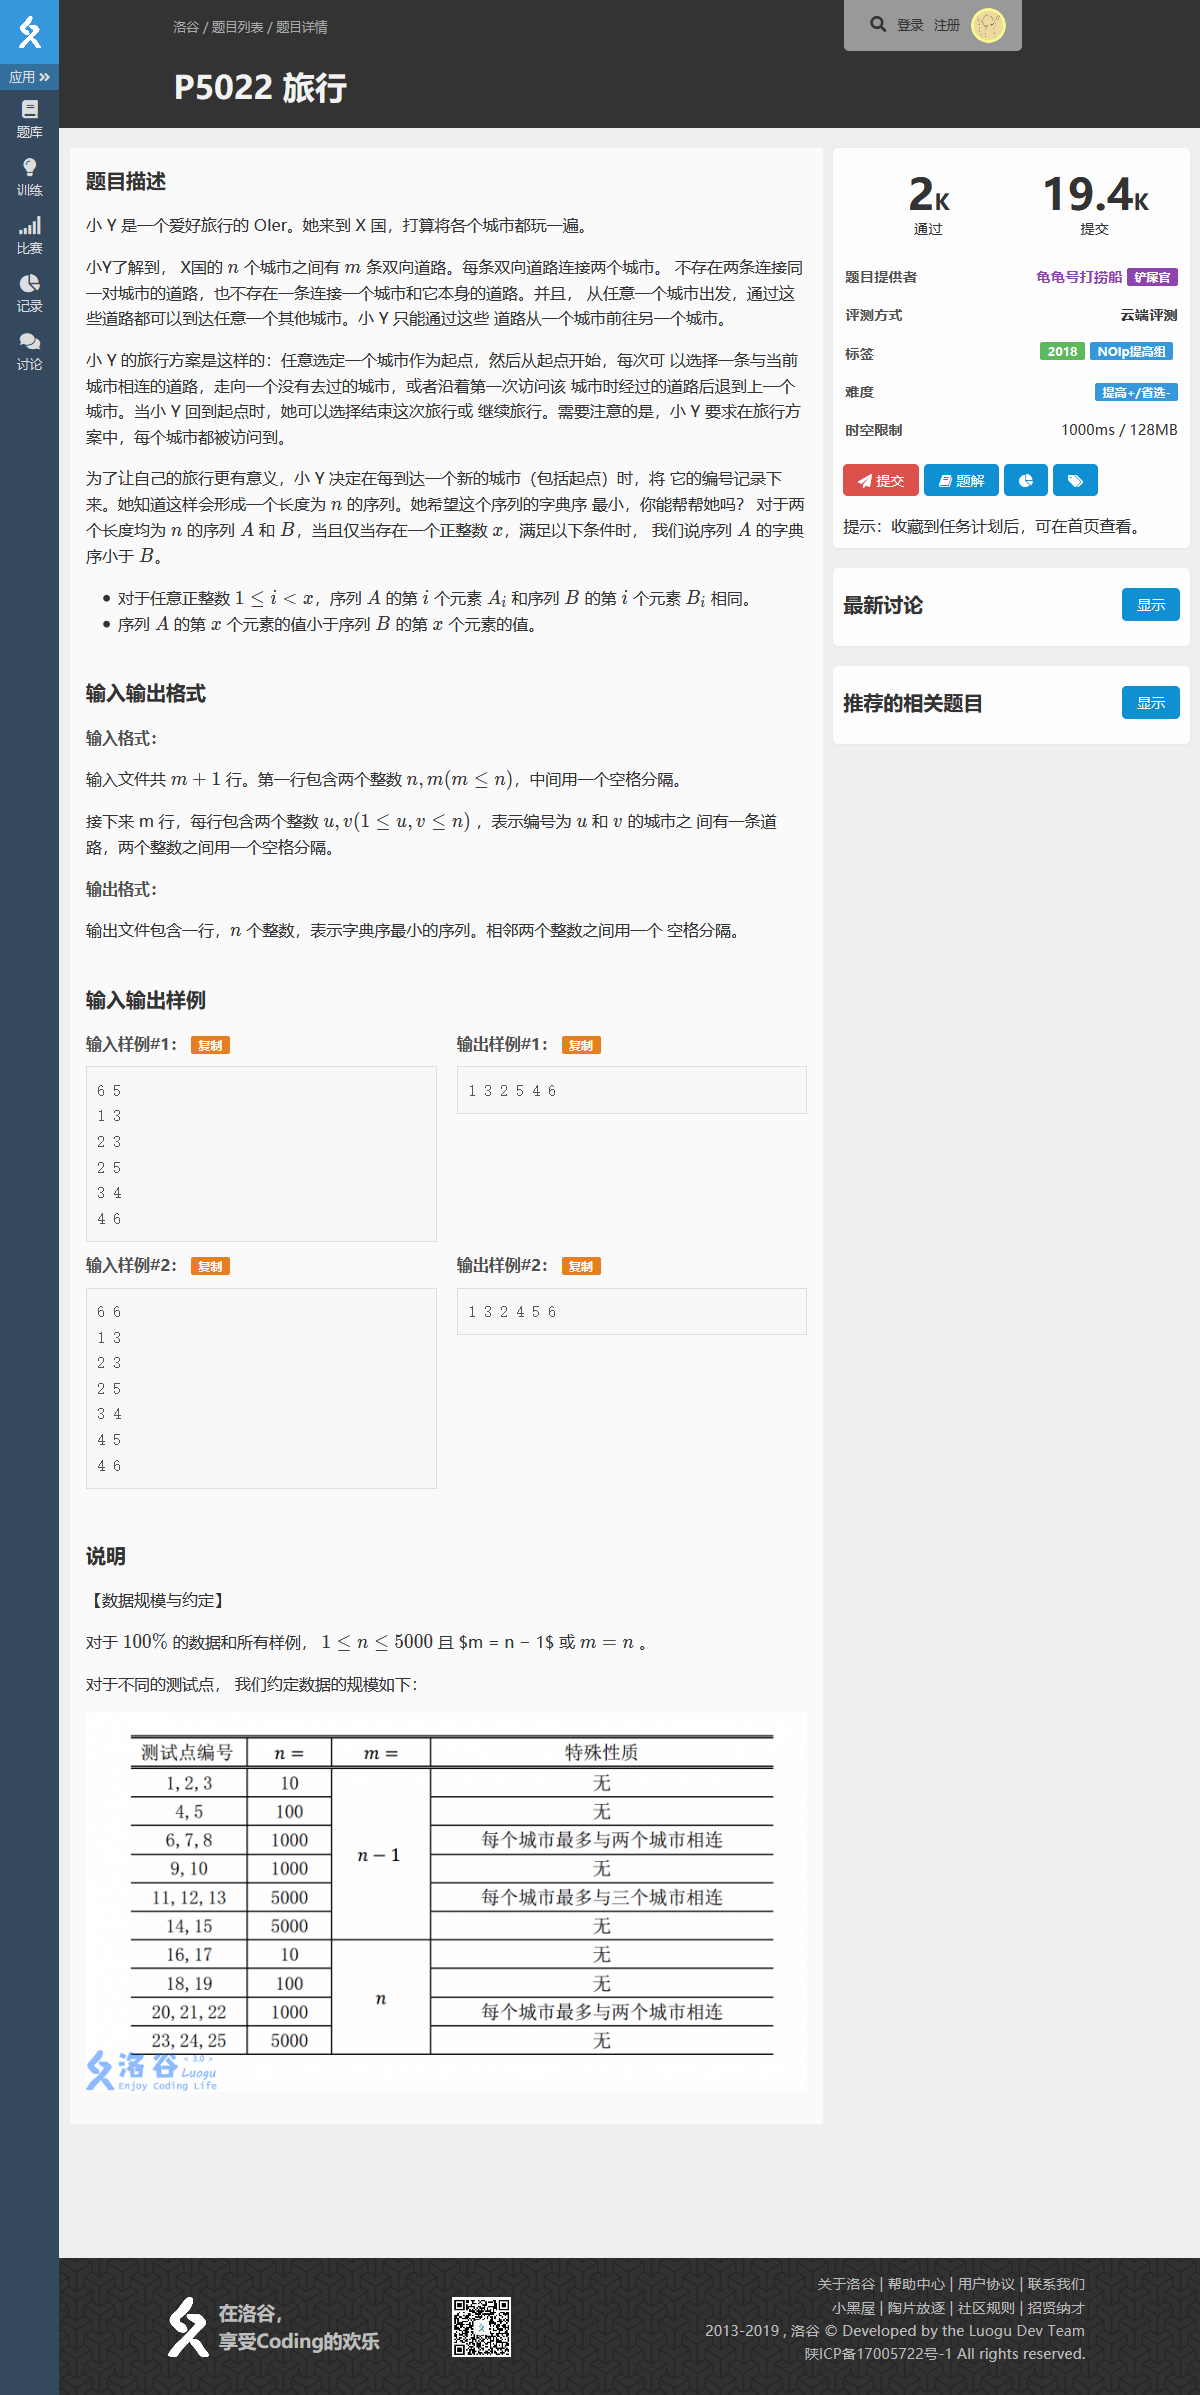 洛谷 / 题目列表 / 题目详情
登录 注册
P5022 旅行
应用
题库
训练
比赛
记录
讨论
题目描述
小 Y 是一个爱好旅行的 OIer。她来到 X 国，打算将各个城市都玩一遍。
小Y了解到， X国的 n 个城市之间有 m 条双向道路。每条双向道路连接两个城市。 不存在两条连接同
一对城市的道路，也不存在一条连接一个城市和它本身的道路。并且， 从任意一个城市出发，通过这
些道路都可以到达任意一个其他城市。小 Y 只能通过这些 道路从一个城市前往另一个城市。
小 Y 的旅行方案是这样的：任意选定一个城市作为起点，然后从起点开始，每次可 以选择一条与当前
城市相连的道路，走向一个没有去过的城市，或者沿着第一次访问该 城市时经过的道路后退到上一个
城市。当小 Y 回到起点时，她可以选择结束这次旅行或 继续旅行。需要注意的是，小 Y 要求在旅行方
案中，每个城市都被访问到。
为了让自己的旅行更有意义，小 Y 决定在每到达一个新的城市（包括起点）时，将 它的编号记录下
来。她知道这样会形成一个长度为 n 的序列。她希望这个序列的字典序 最小，你能帮帮她吗？ 对于两
个长度均为 n 的序列 A 和 B，当且仅当存在一个正整数 x，满足以下条件时， 我们说序列 A 的字典
序小于 B。
• 对于任意正整数 1 ≤ i < x，序列 A 的第 i 个元素 A_i 和序列 B 的第 i 个元素 B_i 相同。
• 序列 A 的第 x 个元素的值小于序列 B 的第 x 个元素的值。
输入输出格式
输入格式：
输入文件共 m + 1 行。第一行包含两个整数 n, m(m ≤ n)，中间用一个空格分隔。
接下来 m 行，每行包含两个整数 u, v(1 ≤ u, v ≤ n) ，表示编号为 u 和 v 的城市之 间有一条道
路，两个整数之间用一个空格分隔。
输出格式：
输出文件包含一行，n 个整数，表示字典序最小的序列。相邻两个整数之间用一个 空格分隔。
输入输出样例
输入样例#1： 复制
6 5
1 3
2 3
2 5
3 4
4 6
输出样例#1： 复制
1 3 2 5 4 6
输入样例#2： 复制
6 6
1 3
2 3
2 5
3 4
4 5
4 6
输出样例#2： 复制
1 3 2 4 5 6
说明
【数据规模与约定】
对于 100% 的数据和所有样例， 1 ≤ n ≤ 5000 且 $m = n − 1$ 或 m = n 。
对于不同的测试点， 我们约定数据的规模如下：
测试点编号 n = m = 特殊性质
1, 2, 3 10 无
4, 5 100 无
6, 7, 8 1000 每个城市最多与两个城市相连
n − 1
9, 10 1000 无
11, 12, 13 5000 每个城市最多与三个城市相连
14, 15 5000 无
16, 17 10 无
18, 19 100 无
n
20, 21, 22 1000 每个城市最多与两个城市相连
23, 24, 25 5000 无
洛谷 < 3.0 > Luogu
Enjoy Coding Life
2K 19.4K
通过 提交
题目提供者 龟龟号打捞船 铲屎官
评测方式 云端评测
标签 2018 NOIp提高组
难度 提高+/省选-
时空限制 1000ms / 128MB
提交 题解
提示：收藏到任务计划后，可在首页查看。
最新讨论 显示
推荐的相关题目 显示
在洛谷，
享受Coding的欢乐
关于洛谷 | 帮助中心 | 用户协议 | 联系我们
小黑屋 | 陶片放逐 | 社区规则 | 招贤纳才
2013-2019 , 洛谷 © Developed by the Luogu Dev Team
陕ICP备17005722号-1 All rights reserved.